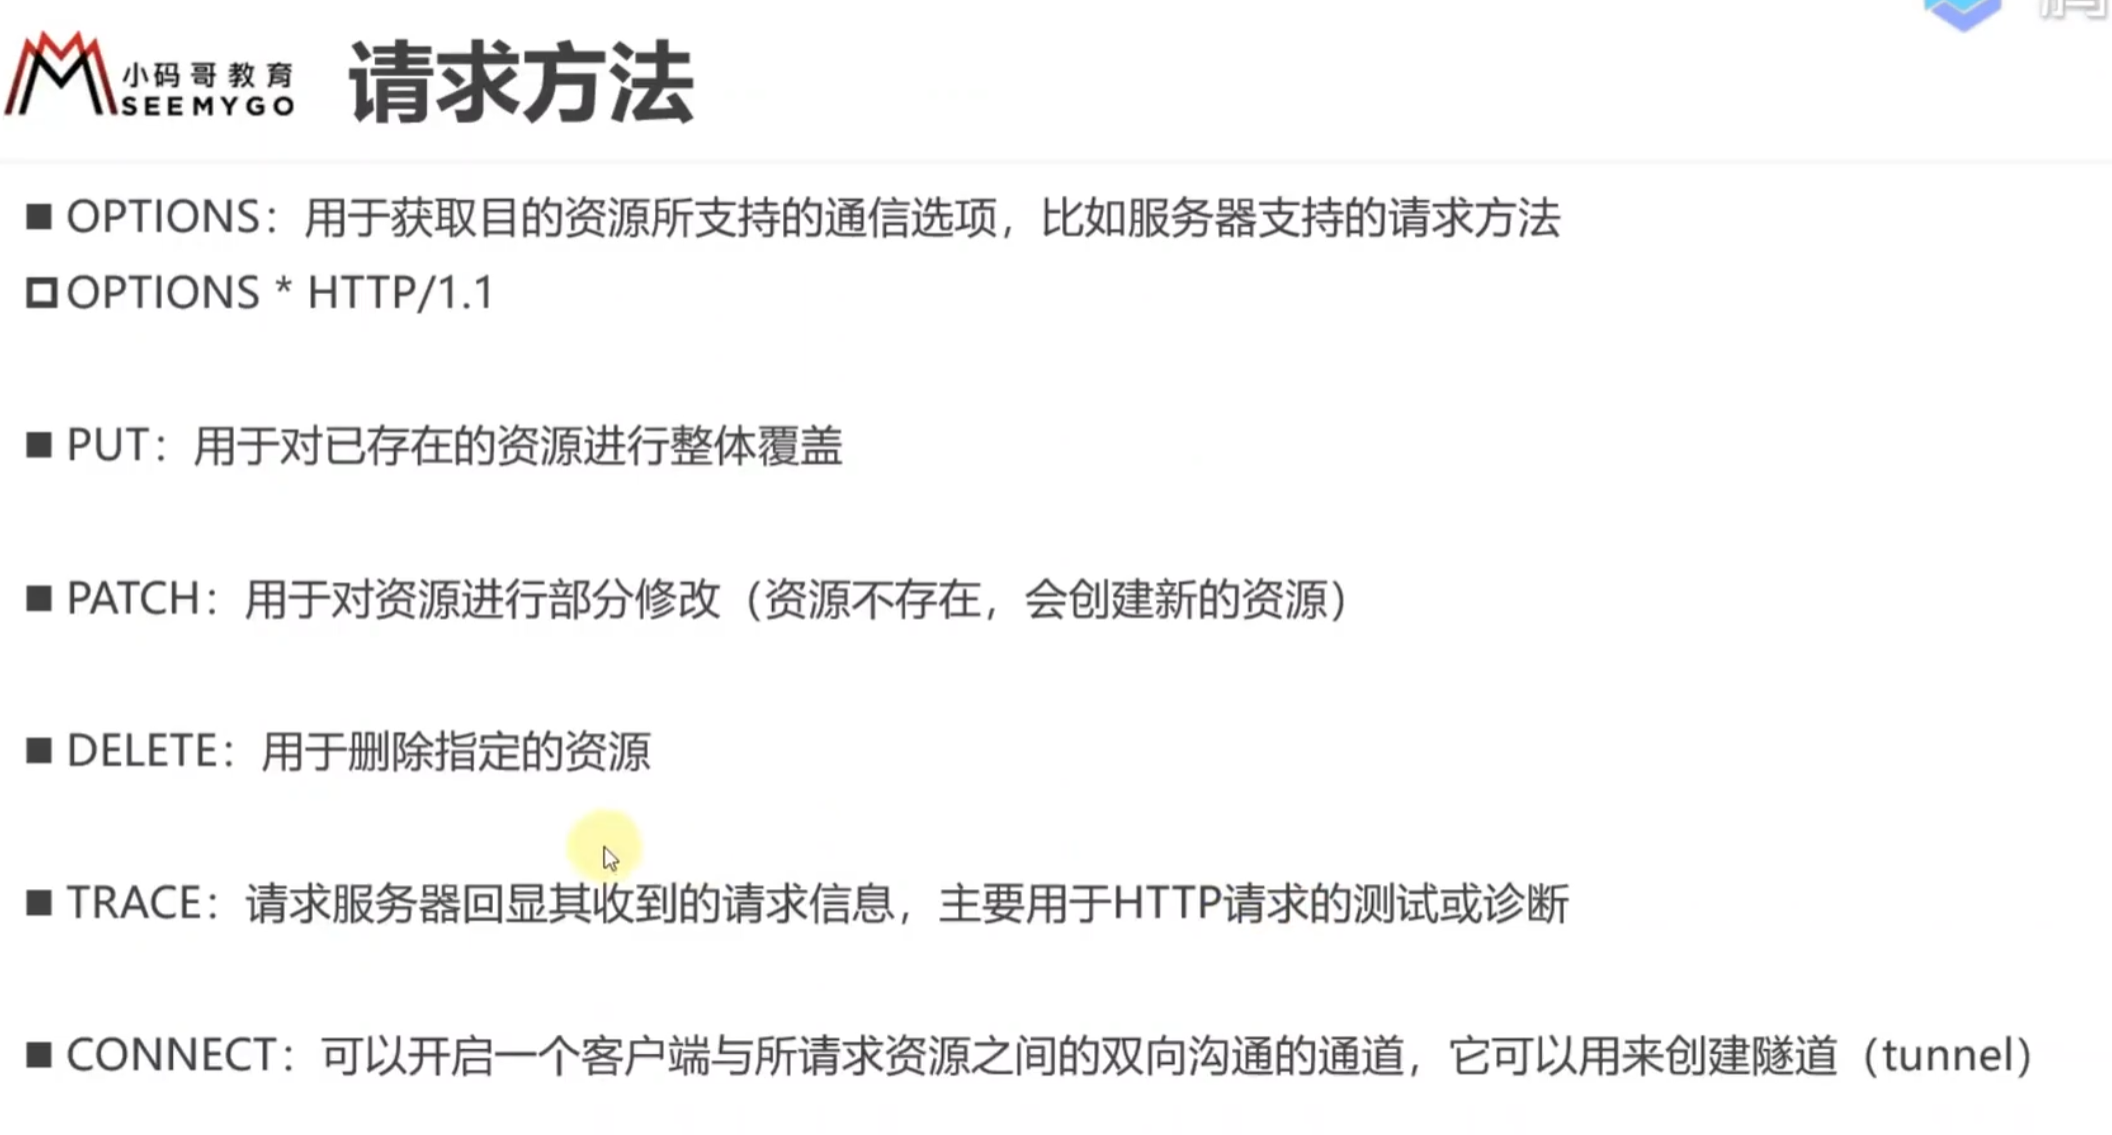 小码哥教育
SEEMYGO
请求方法
■ OPTIONS：用于获取目的资源所支持的通信选项，比如服务器支持的请求方法
OPTIONS * HTTP/1.1
■ PUT：用于对已存在的资源进行整体覆盖
■ PATCH：用于对资源进行部分修改（资源不存在，会创建新的资源）
■ DELETE：用于删除指定的资源
■ TRACE：请求服务器回显其收到的请求信息，主要用于HTTP请求的测试或诊断
■ CONNECT：可以开启一个客户端与所请求资源之间的双向沟通的通道，它可以用来创建隧道（tunnel）